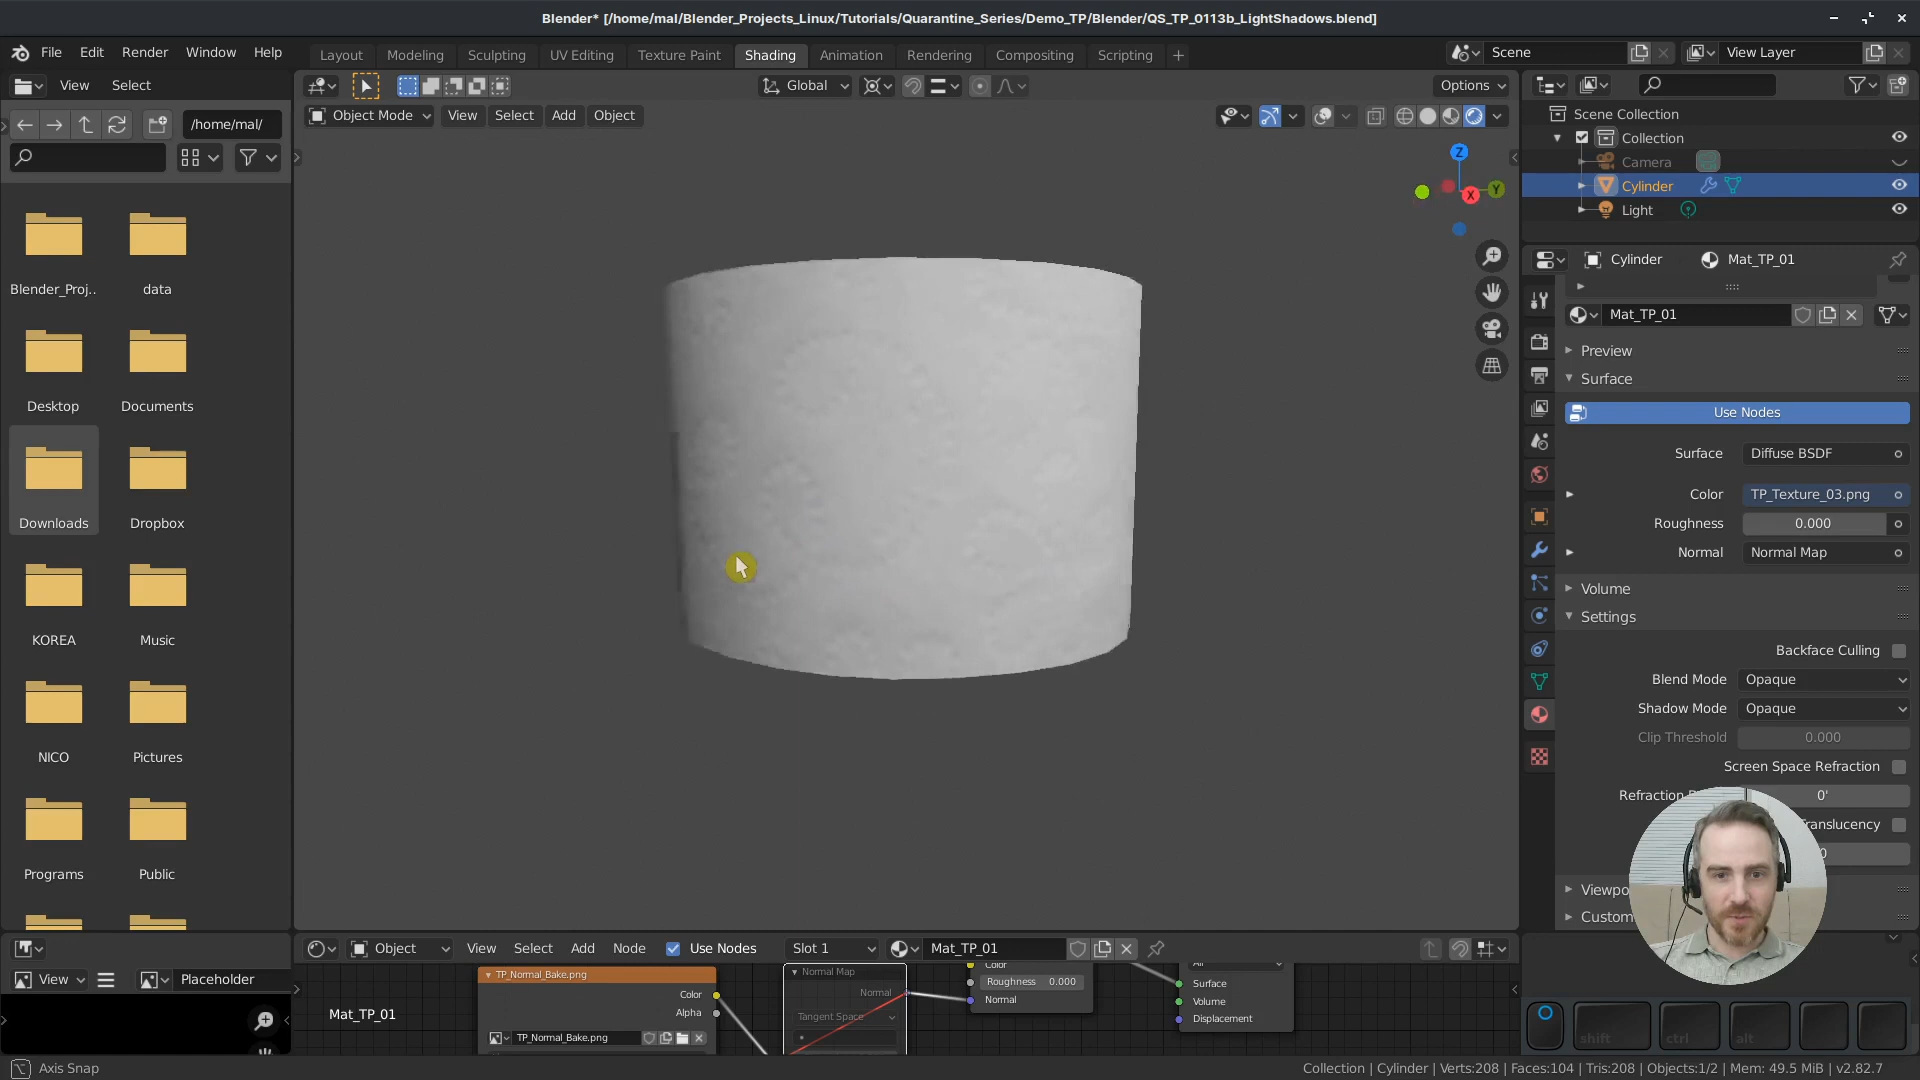 Blender* [/home/mal/Blender_Projects_Linux/Tutorials/Quarantine_Series/Demo_TP/Blender/QS_TP_0113b_LightShadows.blend]
File Edit Render Window Help
Layout Modeling Sculpting UV Editing Texture Paint Shading Animation Rendering Compositing Scripting +
Scene
View Layer
View Select
Global
Options
/home/mal/
Object Mode View Select Add Object
Z
Y
X
Scene Collection
Collection
Camera
Cylinder
Light
Cylinder Mat_TP_01
Mat_TP_01
Preview
Surface
Use Nodes
Surface Diffuse BSDF
Color TP_Texture_03.png
Roughness 0.000
Normal Normal Map
Volume
Settings
Backface Culling
Blend Mode Opaque
Shadow Mode Opaque
Clip Threshold 0.000
Screen Space Refraction
Refraction 0'
ranslucency
0
Viewpo
Custom
Blender_Proj.. data
Desktop Documents
Downloads Dropbox
KOREA Music
NICO Pictures
Programs Public
View Placeholder
Object View Select Add Node Use Nodes Slot 1 Mat_TP_01
Mat_TP_01
TP_Normal_Bake.png
Color
Alpha
TP_Normal_Bake.png
Normal Map
Normal
Tangent Space
Color
Roughness 0.000
Normal
All
Surface
Volume
Displacement
shift ctrl alt
Axis Snap
Collection | Cylinder | Verts:208 | Faces:104 | Tris:208 | Objects:1/2 | Mem: 49.5 MiB | v2.82.7